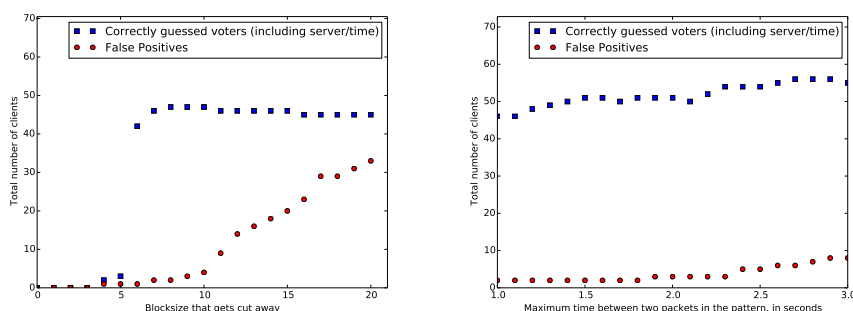 70
60
50
40
30
20
10
0
Total number of clients
Correctly guessed voters (including server/time)
False Positives
0 5 10 15 20
Blocksize that gets cut away
70
60
50
40
30
20
10
0
Total number of clients
Correctly guessed voters (including server/time)
False Positives
1.0 1.5 2.0 2.5 3.0
Maximum time between two packets in the pattern, in seconds